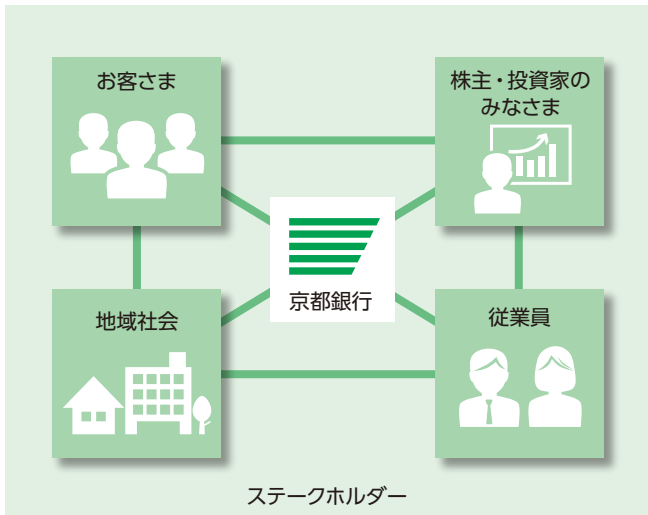 お客さま
株主・投資家の
みなさま
京都銀行
地域社会
従業員
ステークホルダー